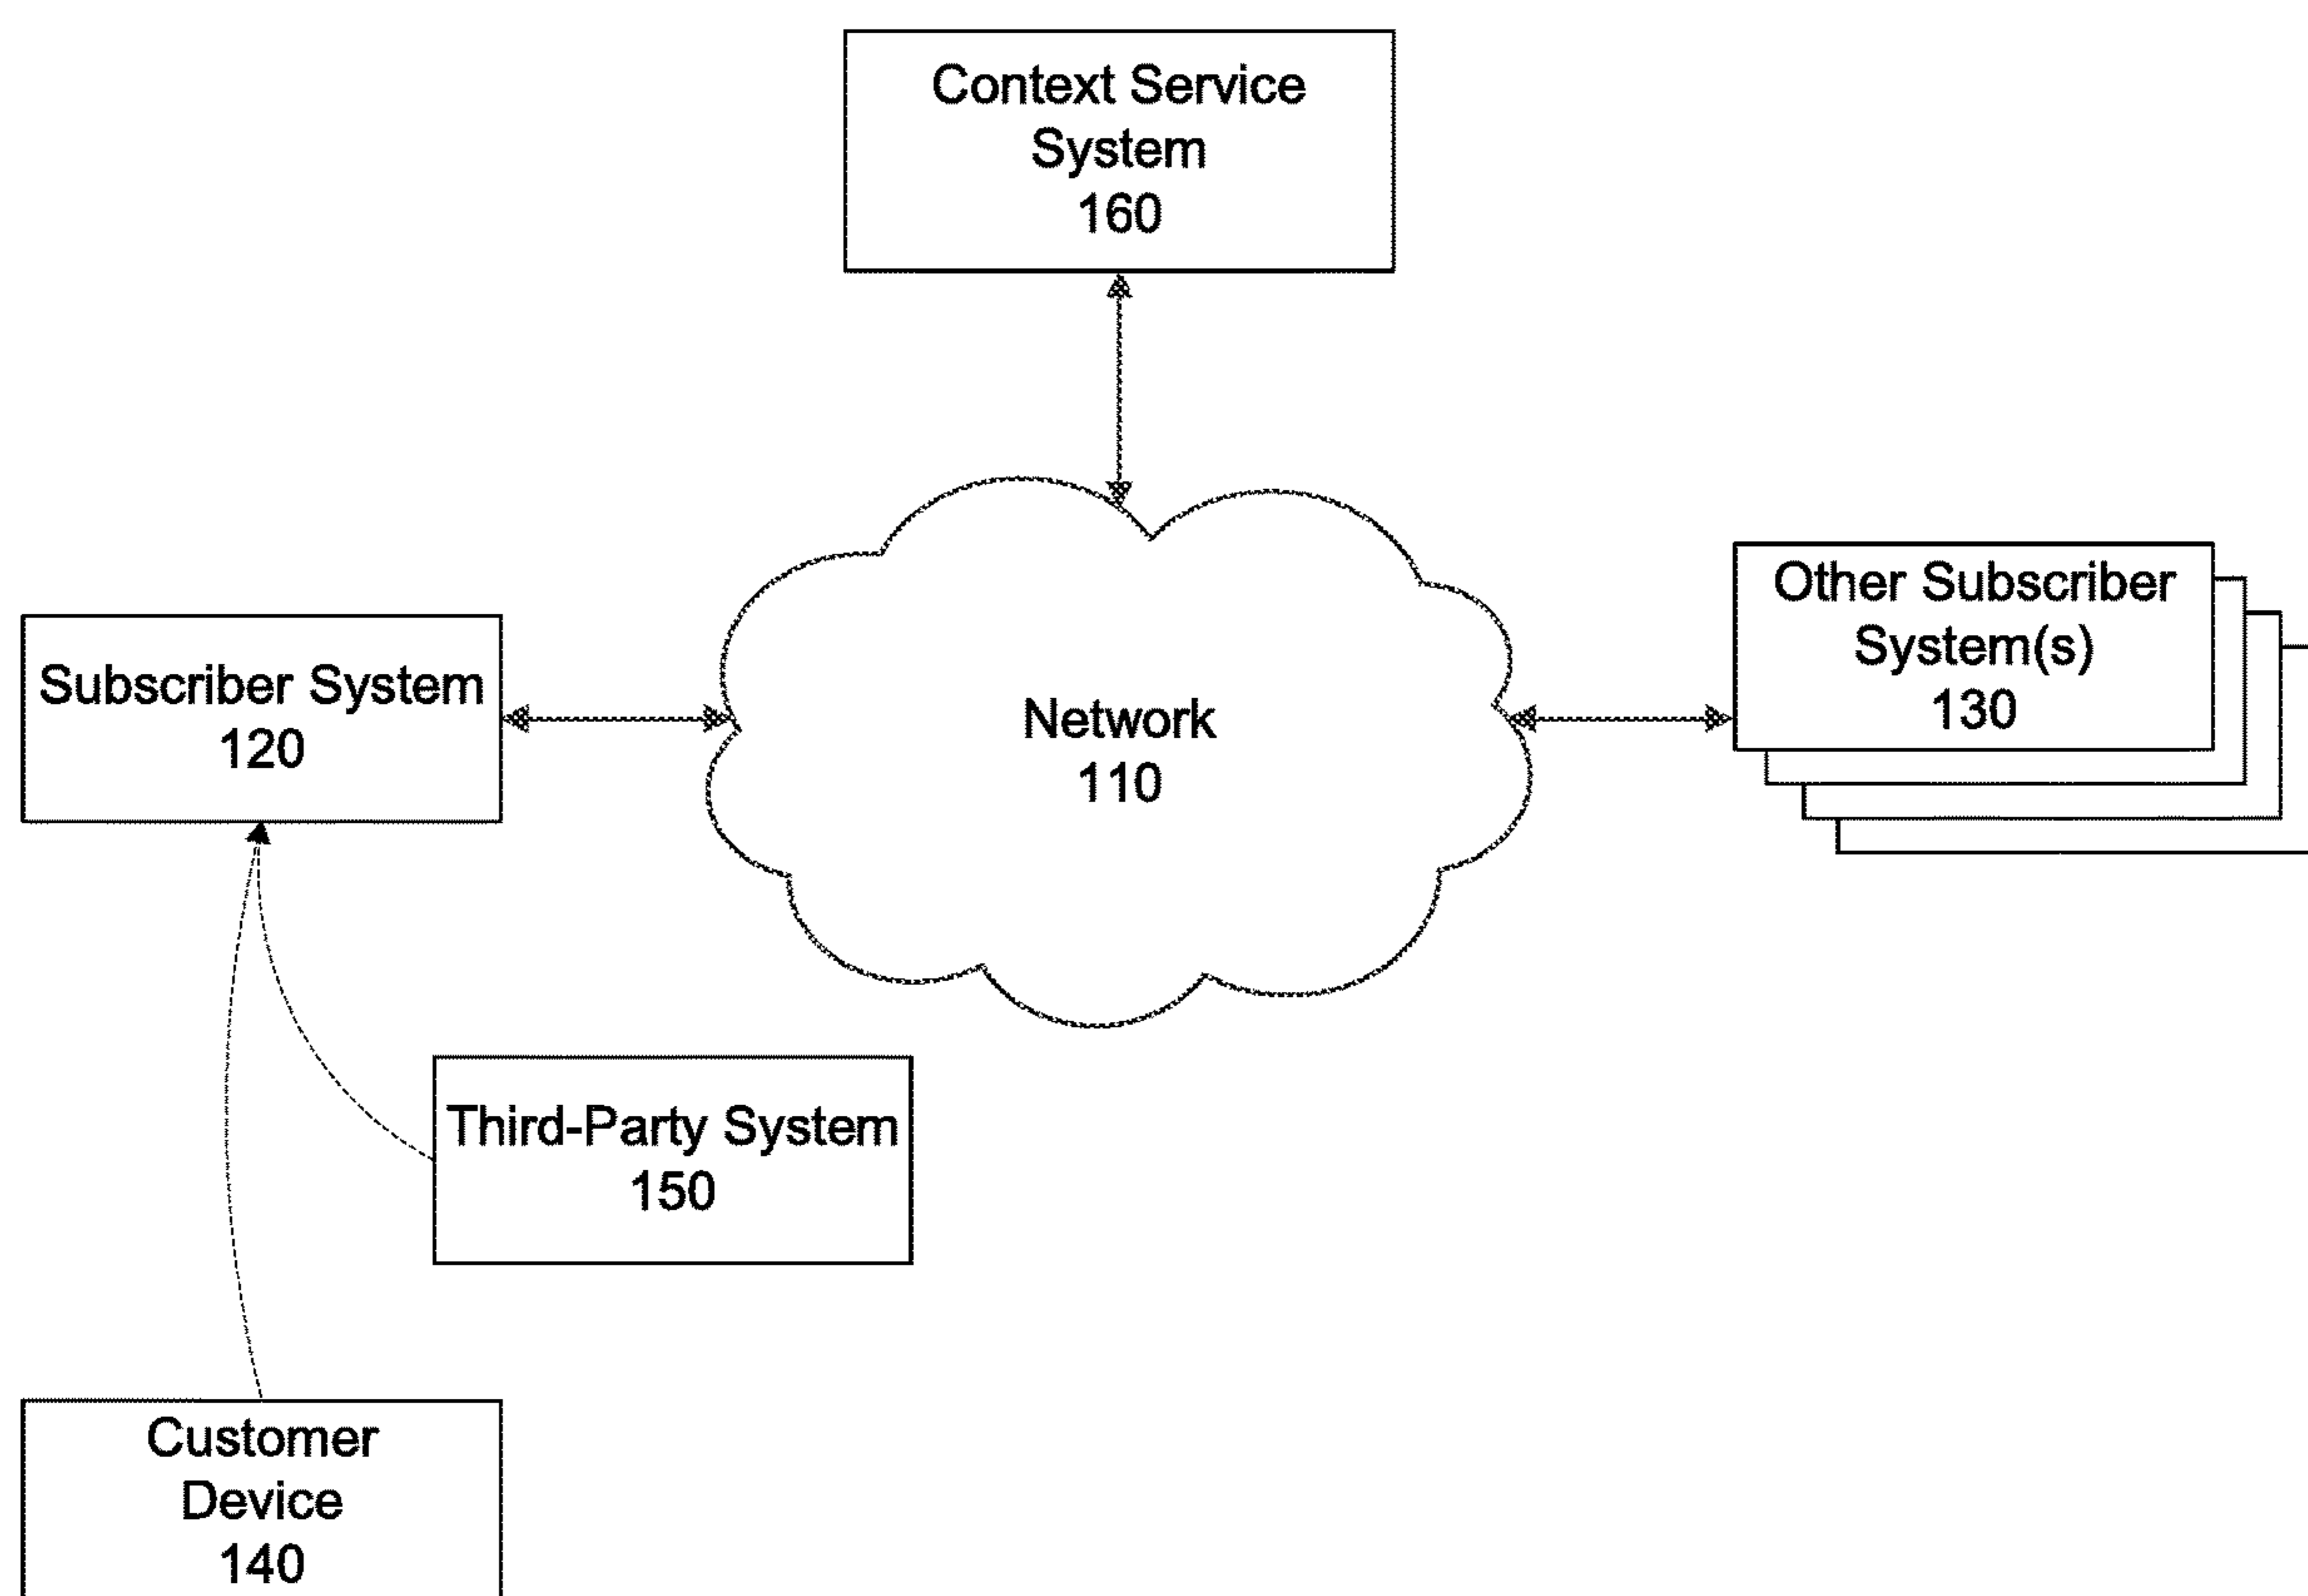 Context Service
System
160
Other Subscriber
System(s)
130
Subscriber System
120
Network
110
Third-Party System
150
Customer
Device
140